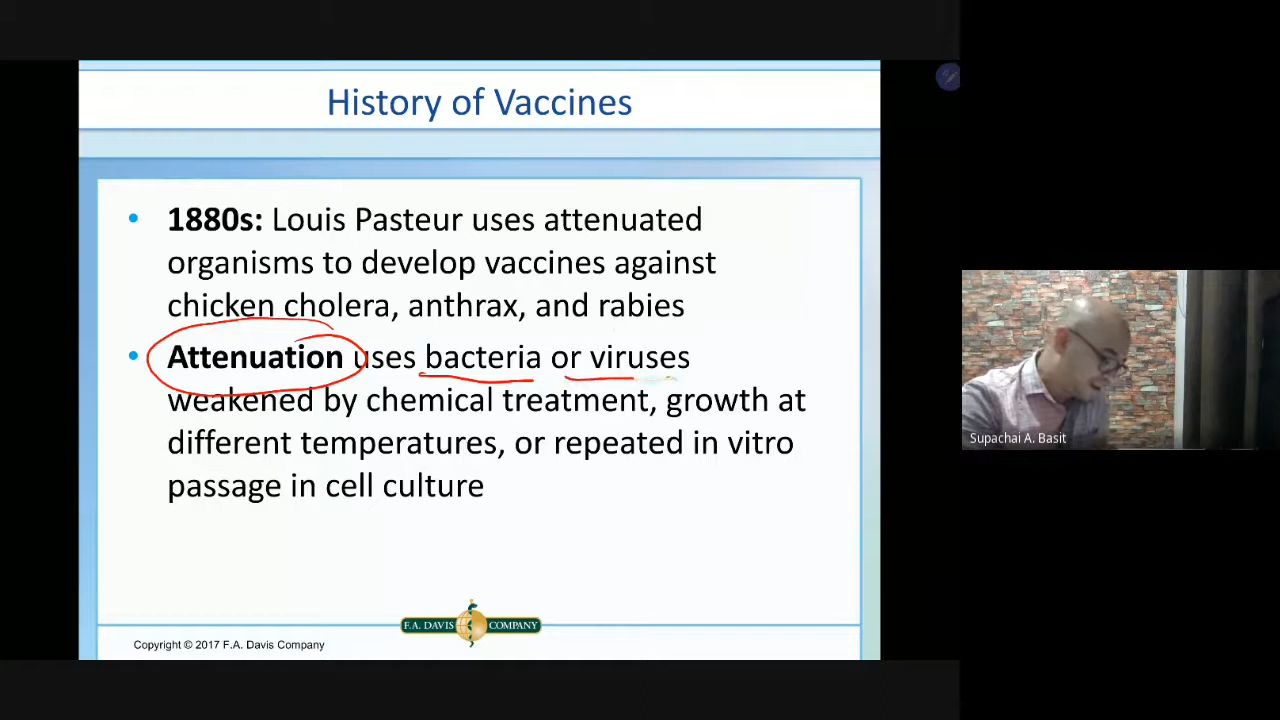 History of Vaccines
• 1880s: Louis Pasteur uses attenuated
organisms to develop vaccines against
chicken cholera, anthrax, and rabies
• Attenuation uses bacteria or viruses
weakened by chemical treatment, growth at
different temperatures, or repeated in vitro
passage in cell culture
F.A. DAVIS COMPANY
Copyright © 2017 F.A. Davis Company
Supachai A. Basit